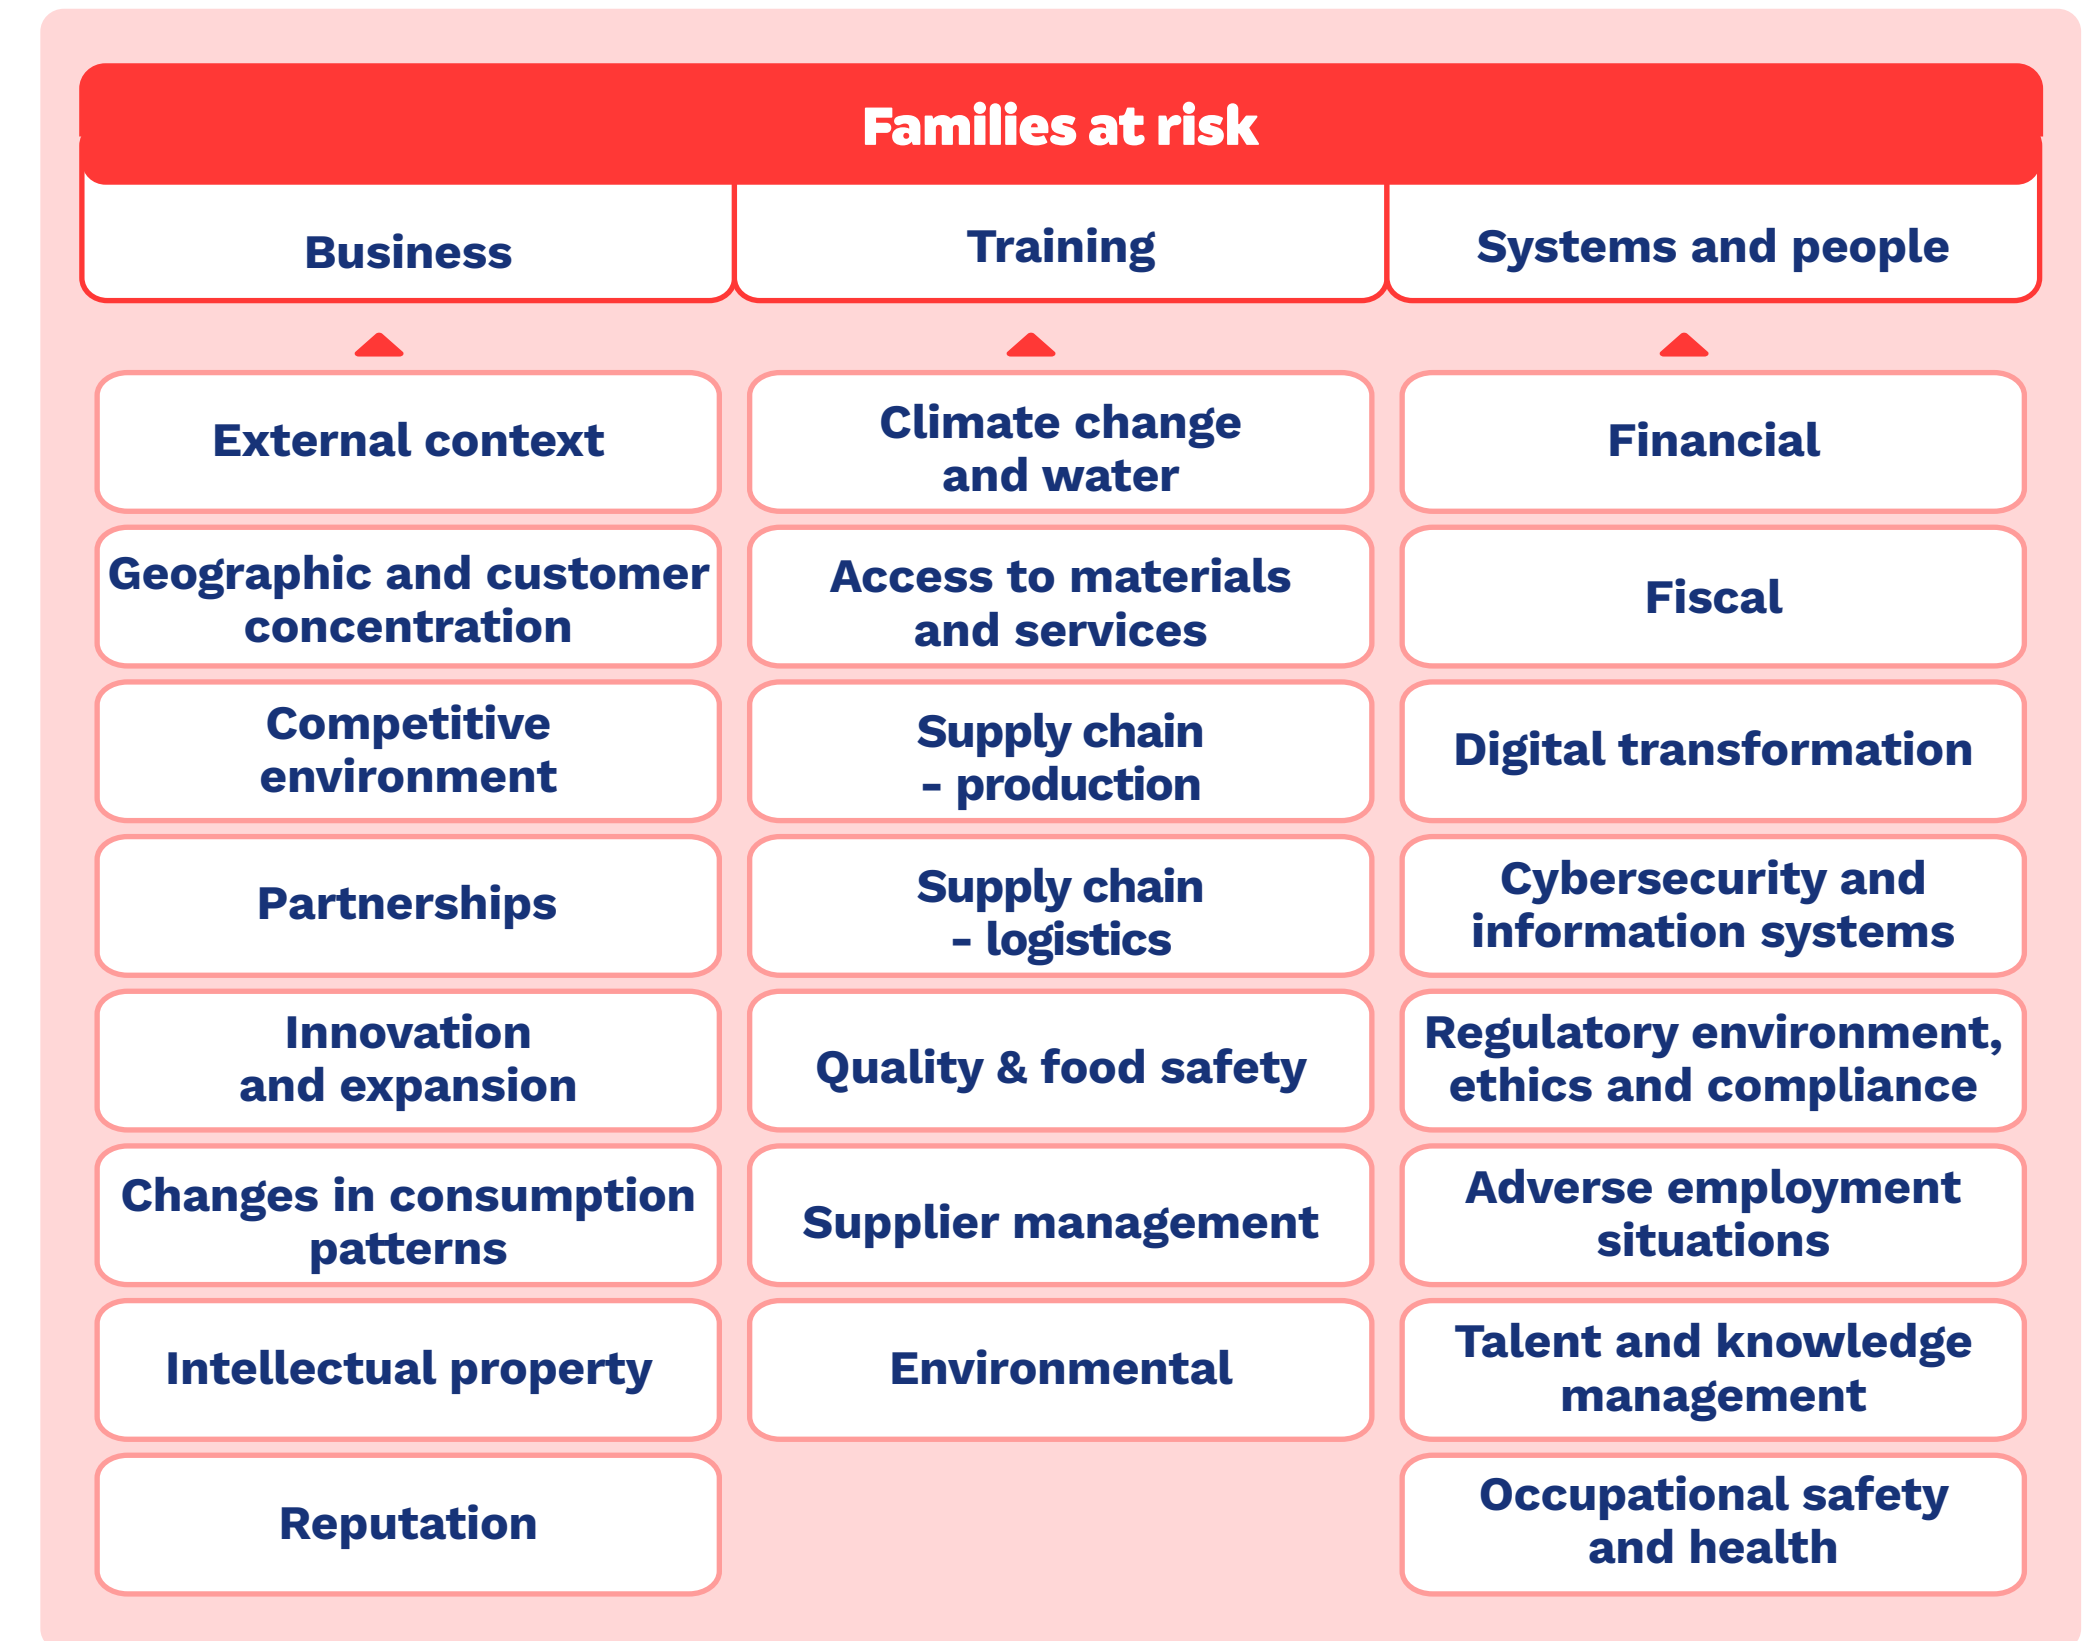 Families at risk
Business
Training
Systems and people
External context
Geographic and customer
concentration
Competitive
environment
Partnerships
Innovation
and expansion
Changes in consumption
patterns
Intellectual property
Reputation
Climate change
and water
Access to materials
and services
Supply chain
- production
Supply chain
- logistics
Quality & food safety
Supplier management
Environmental
Financial
Fiscal
Digital transformation
Cybersecurity and
information systems
Regulatory environment,
ethics and compliance
Adverse employment
situations
Talent and knowledge
management
Occupational safety
and health